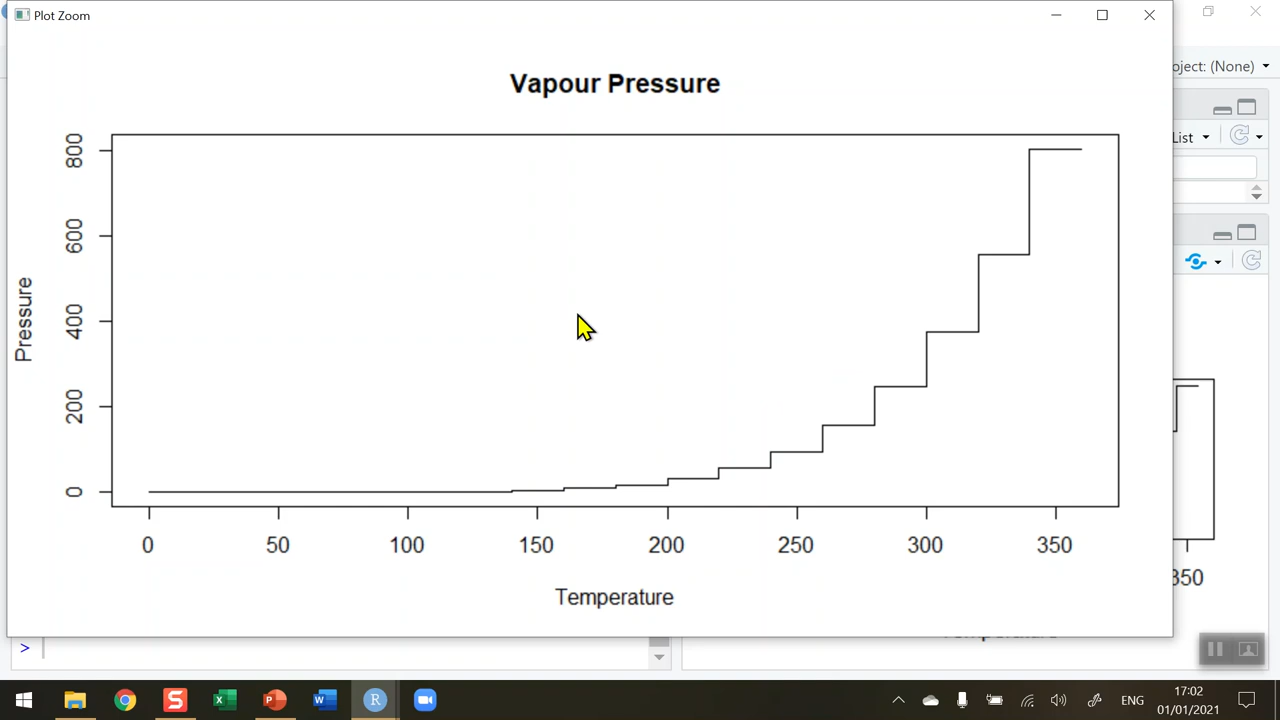 Plot Zoom
oject: (None)
List
Vapour Pressure
800
600
400
200
0
Pressure
0 50 100 150 200 250 300 350
Temperature
350
>
ENG
17:02
01/01/2021